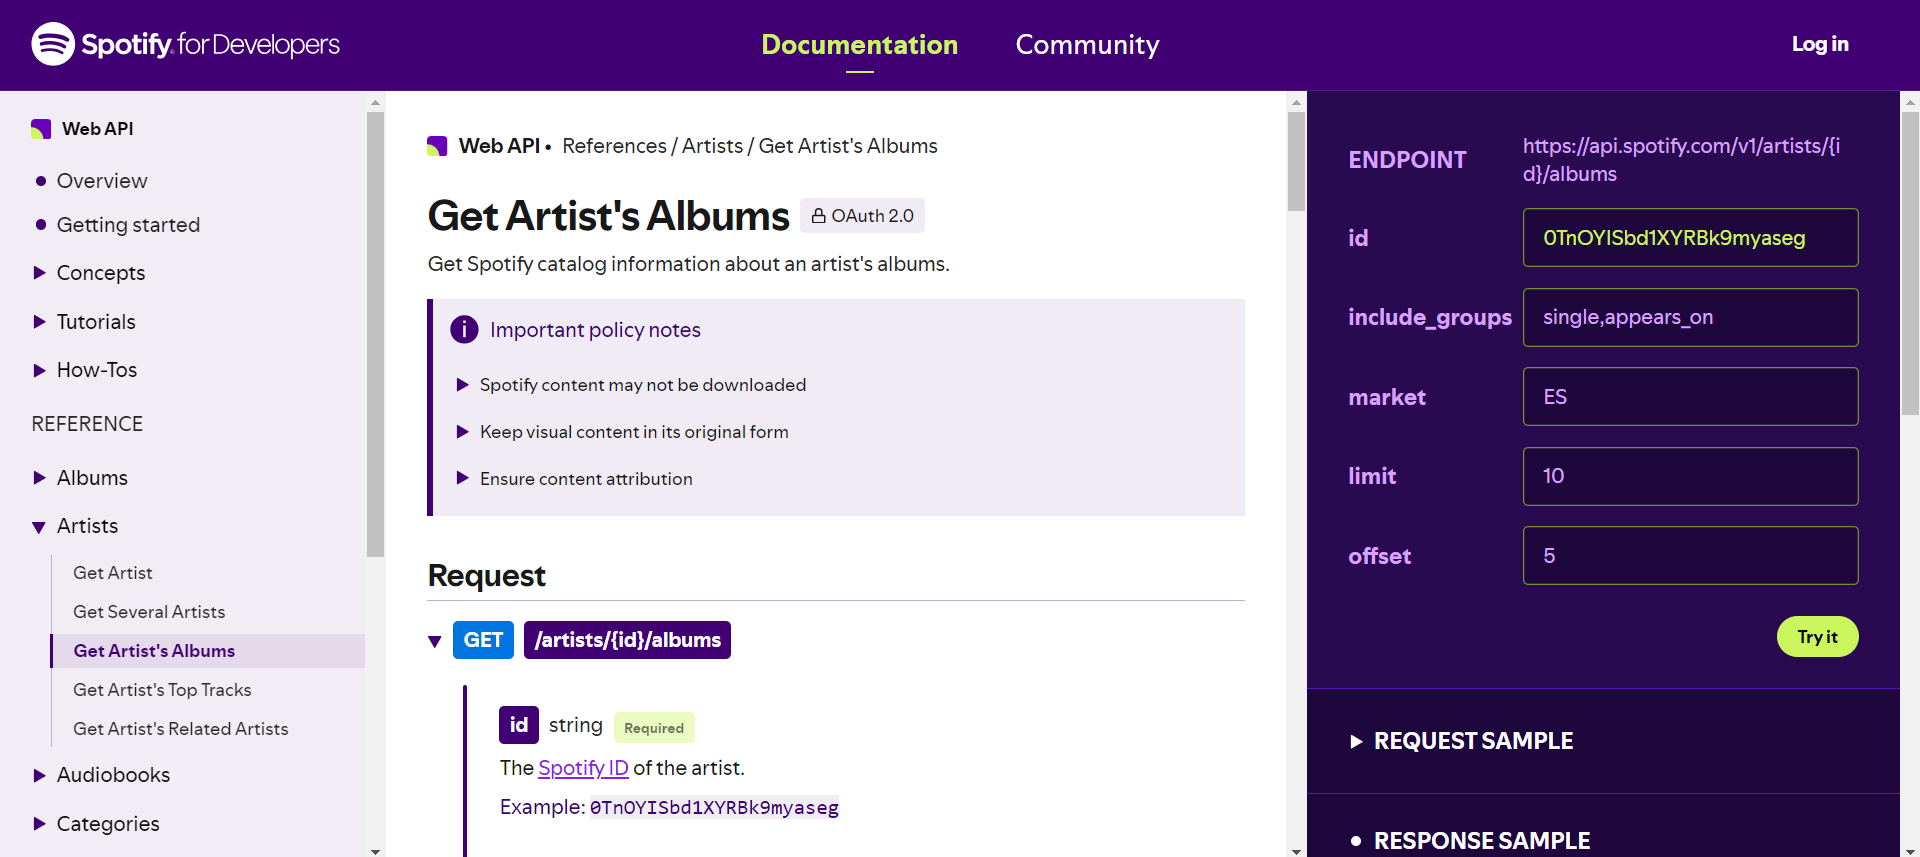 Spotify for Developers
Documentation
Community
Log in
Web API
Overview
Getting started
Concepts
Tutorials
How-Tos
REFERENCE
Albums
Artists
Get Artist
Get Several Artists
Get Artist's Albums
Get Artist's Top Tracks
Get Artist's Related Artists
Audiobooks
Categories
Web API • References / Artists / Get Artist's Albums
Get Artist's Albums OAuth 2.0
Get Spotify catalog information about an artist's albums.
Important policy notes
Spotify content may not be downloaded
Keep visual content in its original form
Ensure content attribution
Request
GET /artists/{id}/albums
id string Required
The Spotify ID of the artist.
Example: 0TnOYISbd1XYRBk9myaseg
ENDPOINT https://api.spotify.com/v1/artists/{i
d}/albums
id 0TnOYISbd1XYRBk9myaseg
include_groups single,appears_on
market ES
limit 10
offset 5
Try it
REQUEST SAMPLE
RESPONSE SAMPLE